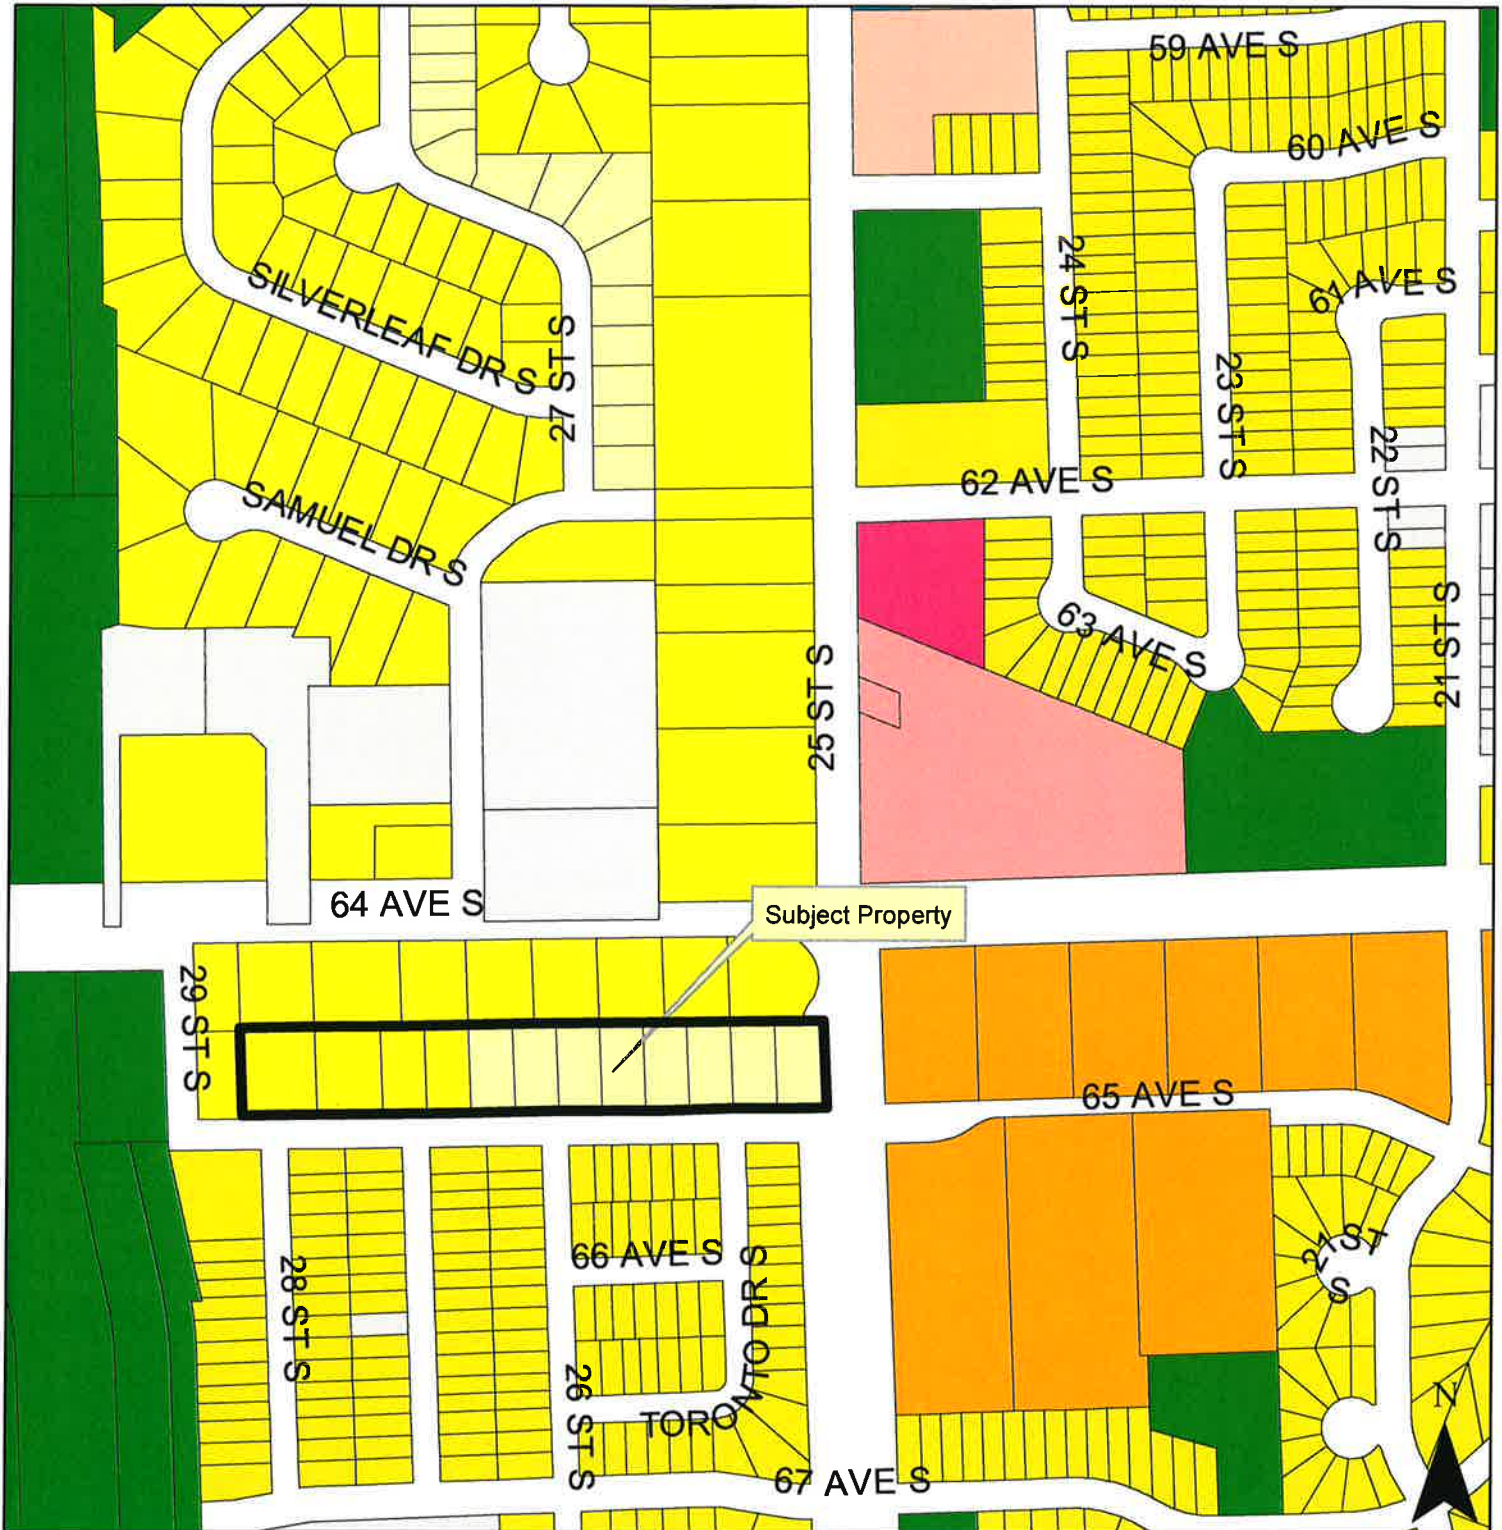 59 AVE S
60 AVE S
61 AVE S
24 ST S
SILVERLEAF DR S
27 ST S
23 ST S
22 ST S
62 AVE S
SAMUEL DR S
63 AVE S
21 ST S
25 ST S
64 AVE S
Subject Property
29 ST S
65 AVE S
66 AVE S
21 ST
S
28 ST S
TORONTO DR S
26 ST S
67 AVE S
N